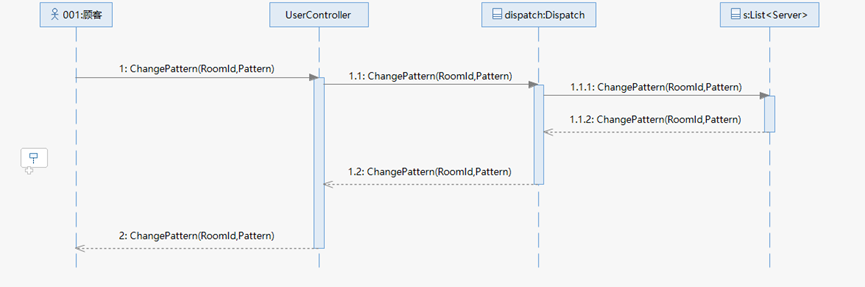 001:顾客
UserController
dispatch:Dispatch
s:List<Server>
1: ChangePattern(RoomId,Pattern)
1.1: ChangePattern(RoomId,Pattern)
1.1.1: ChangePattern(RoomId,Pattern)
1.1.2: ChangePattern(RoomId,Pattern)
1.2: ChangePattern(RoomId,Pattern)
2: ChangePattern(RoomId,Pattern)